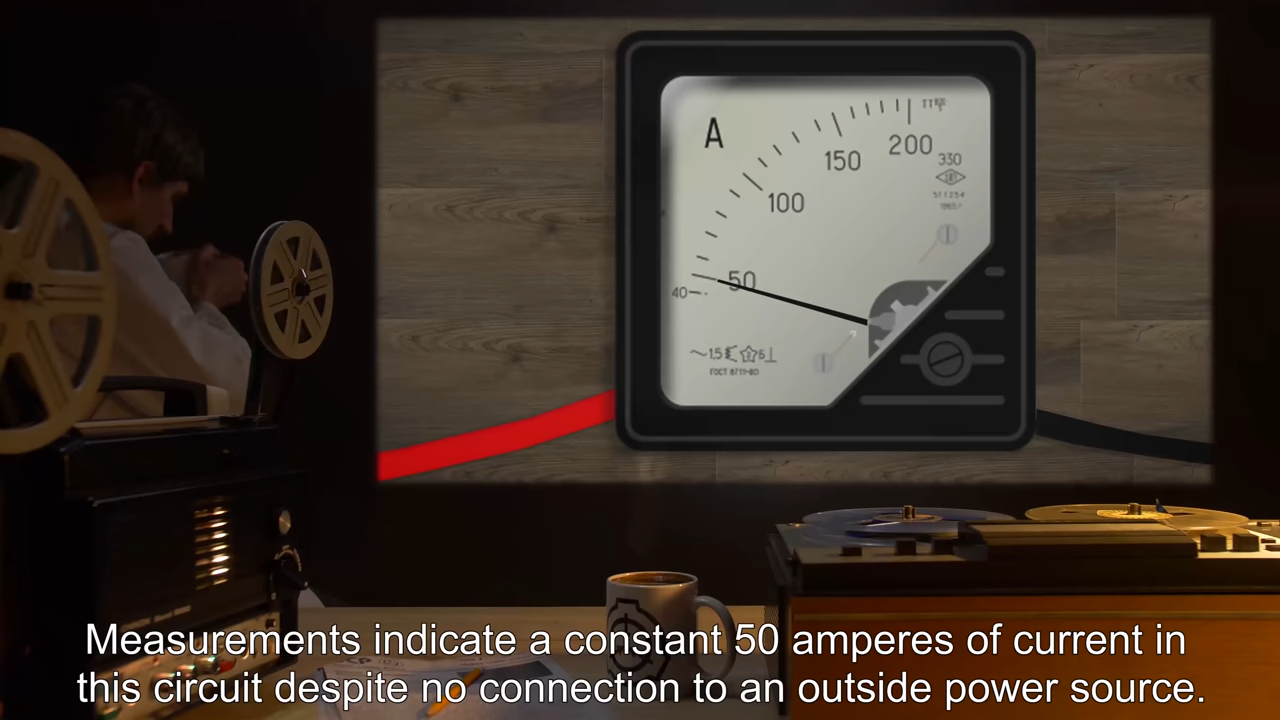 A
50
100
150
200
330
40
~ 1,5
ГОСТ 8711-60
Measurements indicate a constant 50 amperes of current in
this circuit despite no connection to an outside power source.